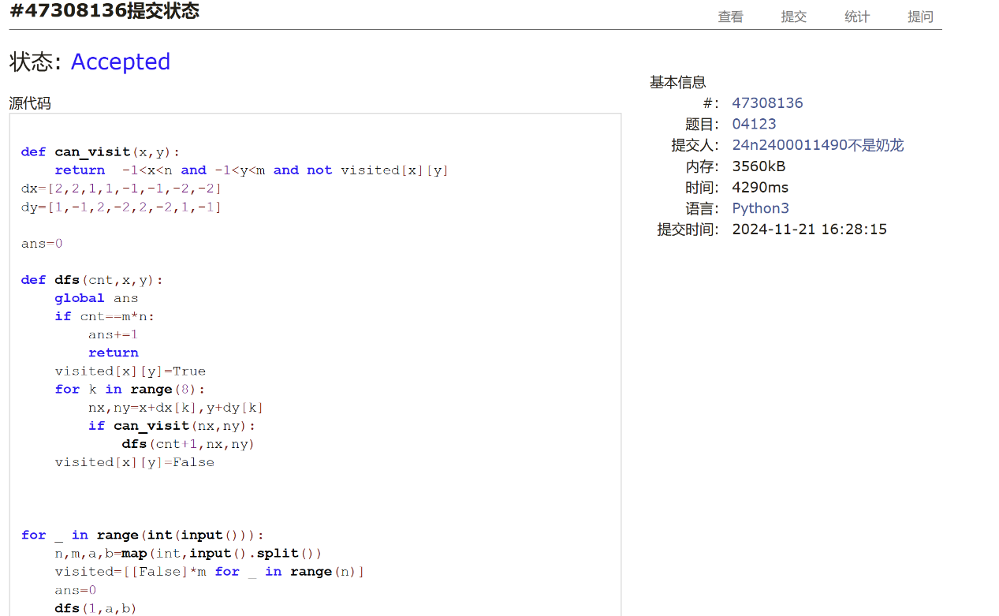 #47308136提交状态
查看 提交 统计 提问
状态: Accepted
源代码
def can_visit(x,y):
    return  -1<x<n and -1<y<m and not visited[x][y]
dx=[2,2,1,1,-1,-1,-2,-2]
dy=[1,-1,2,-2,2,-2,1,-1]
ans=0
def dfs(cnt,x,y):
    global ans
    if cnt==m*n:
        ans+=1
        return
    visited[x][y]=True
    for k in range(8):
        nx,ny=x+dx[k],y+dy[k]
        if can_visit(nx,ny):
            dfs(cnt+1,nx,ny)
    visited[x][y]=False
for _ in range(int(input())):
    n,m,a,b=map(int,input().split())
    visited=[[False]*m for _ in range(n)]
    ans=0
    dfs(1,a,b)
基本信息
#: 47308136
题目: 04123
提交人: 24n2400011490不是奶龙
内存: 3560kB
时间: 4290ms
语言: Python3
提交时间: 2024-11-21 16:28:15